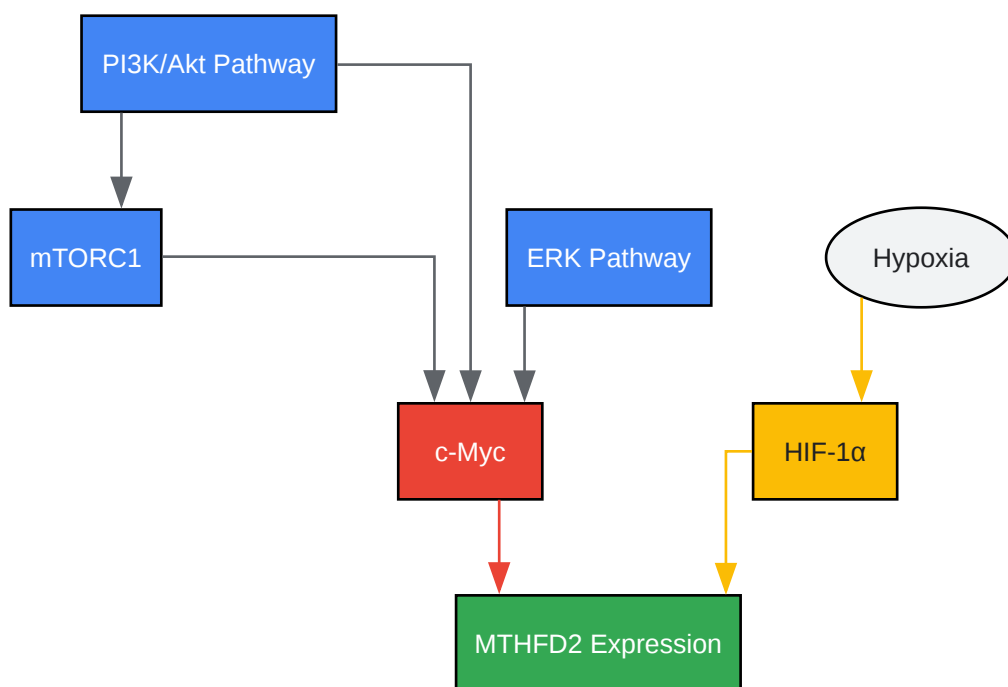 PI3K/Akt Pathway
mTORC1
ERK Pathway
Hypoxia
c-Myc
HIF-1α
MTHFD2 Expression